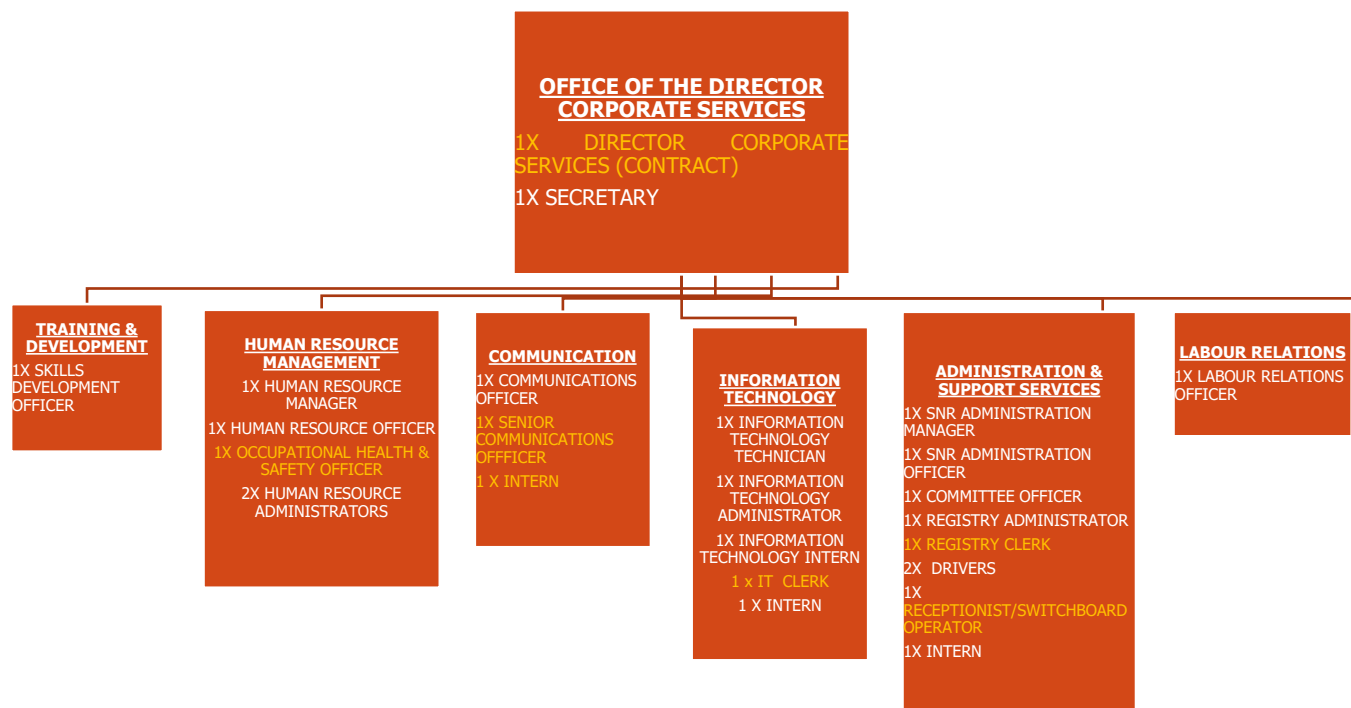 OFFICE OF THE DIRECTOR
CORPORATE SERVICES
1X DIRECTOR CORPORATE
SERVICES (CONTRACT)
1X SECRETARY
TRAINING &
DEVELOPMENT
1X SKILLS
DEVELOPMENT
OFFICER
HUMAN RESOURCE
MANAGEMENT
1X HUMAN RESOURCE
MANAGER
1X HUMAN RESOURCE OFFICER
1X OCCUPATIONAL HEALTH &
SAFETY OFFICER
2X HUMAN RESOURCE
ADMINISTRATORS
COMMUNICATION
1X COMMUNICATIONS
OFFICER
1X SENIOR
COMMUNICATIONS
OFFFICER
1 X INTERN
INFORMATION
TECHNOLOGY
1X INFORMATION
TECHNOLOGY
TECHNICIAN
1X INFORMATION
TECHNOLOGY
ADMINISTRATOR
1X INFORMATION
TECHNOLOGY INTERN
1 x IT CLERK
1 X INTERN
ADMINISTRATION &
SUPPORT SERVICES
1X SNR ADMINISTRATION
MANAGER
1X SNR ADMINISTRATION
OFFICER
1X COMMITTEE OFFICER
1X REGISTRY ADMINISTRATOR
1X REGISTRY CLERK
2X DRIVERS
1X
RECEPTIONIST/SWITCHBOARD
OPERATOR
1X INTERN
LABOUR RELATIONS
1X LABOUR RELATIONS
OFFICER